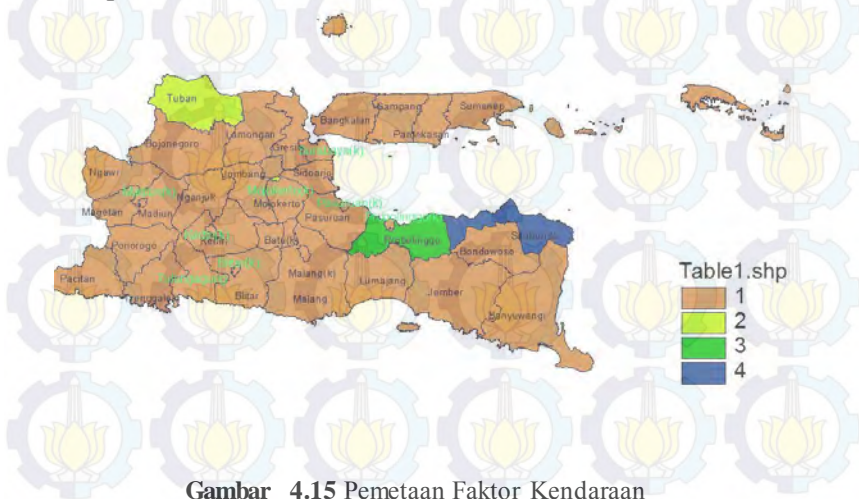 Tuban
Sampang
Sumenep
Bangkalan
Pamekasan
Lamongan
Bojonegoro
Gresik
Ngawi
Jombang
Sidoarjo
Nganjuk
Mojokerto
Magetan
Madiun
Pasuruan
Ponorogo
Kediri
Batu(k)
Probolinggo
Situbondo
Bondowoso
Malang(k)
Pacitan
Trenggalek
Blitar
Malang
Lumajang
Jember
Banyuwangi
Table1.shp
1
2
3
4
Gambar 4.15 Pemetaan Faktor Kendaraan